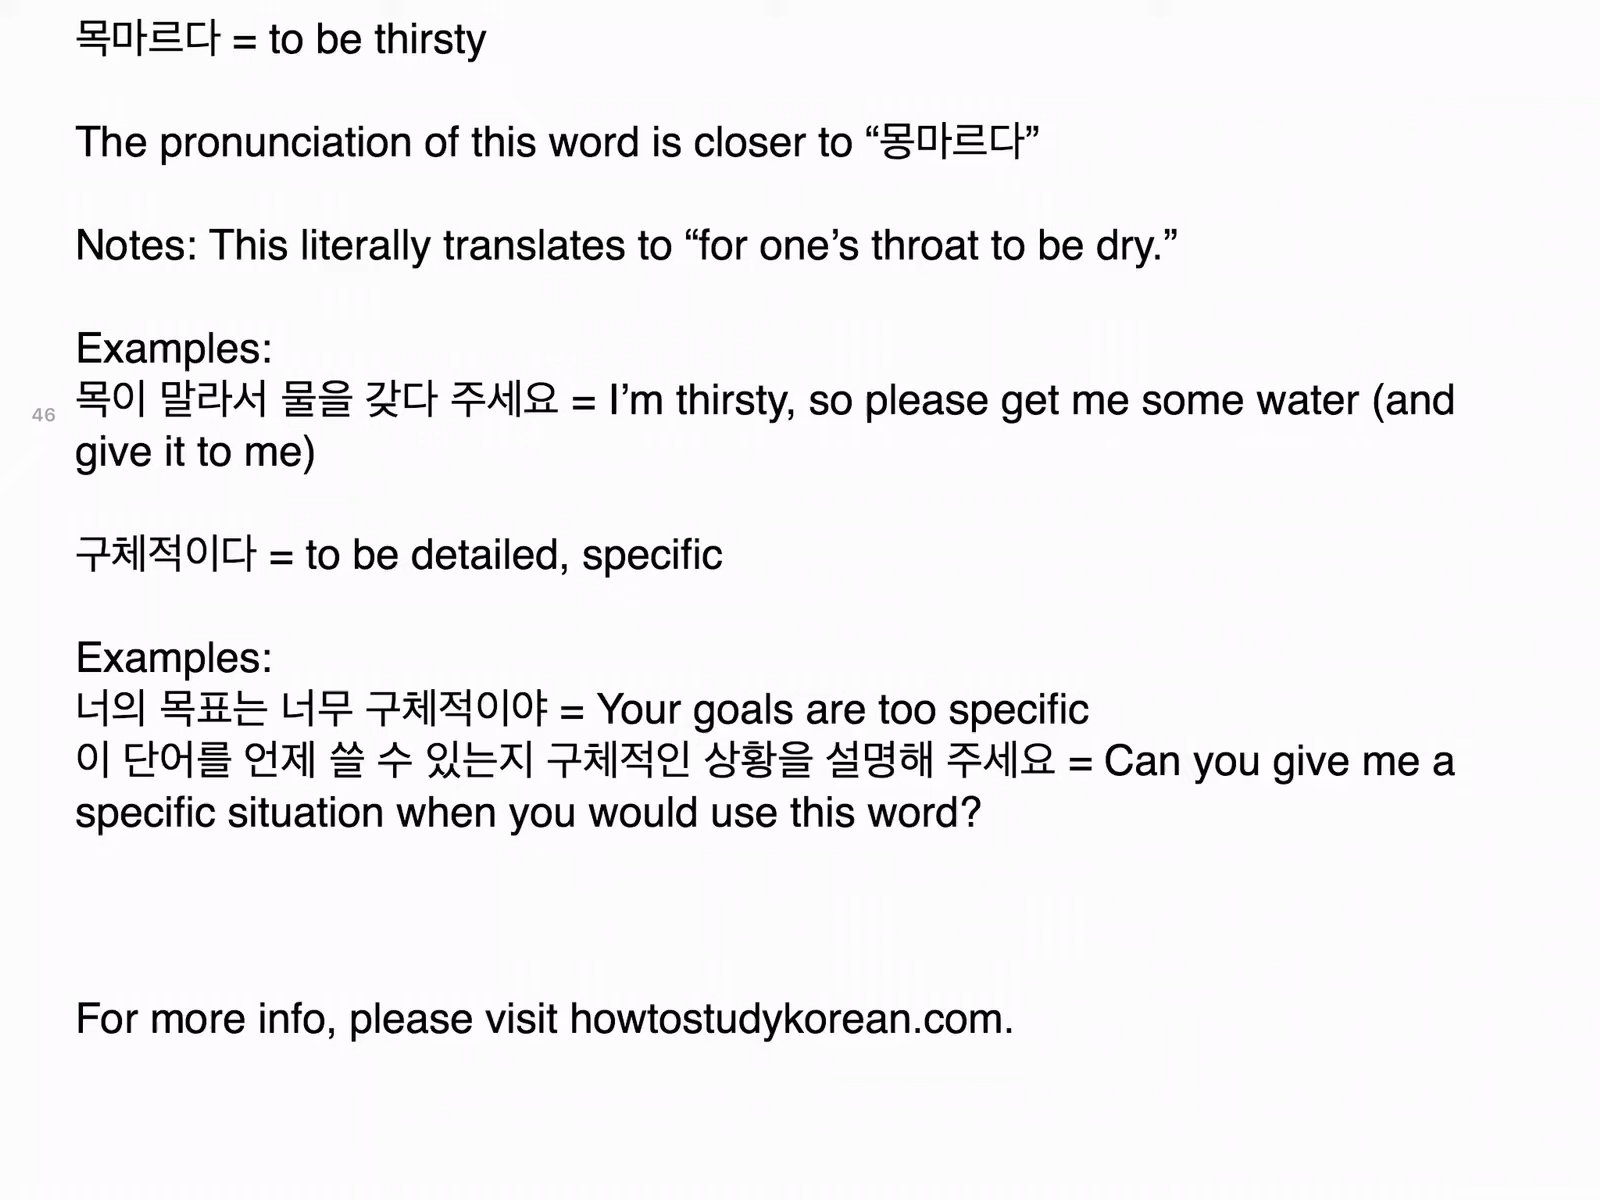 목마르다 = to be thirsty
The pronunciation of this word is closer to “몽마르다”
Notes: This literally translates to “for one’s throat to be dry.”
Examples:
목이 말라서 물을 갖다 주세요 = I’m thirsty, so please get me some water (and
46
give it to me)
구체적이다 = to be detailed, specific
Examples:
너의 목표는 너무 구체적이야 = Your goals are too specific
이 단어를 언제 쓸 수 있는지 구체적인 상황을 설명해 주세요 = Can you give me a
specific situation when you would use this word?
For more info, please visit howtostudykorean.com.